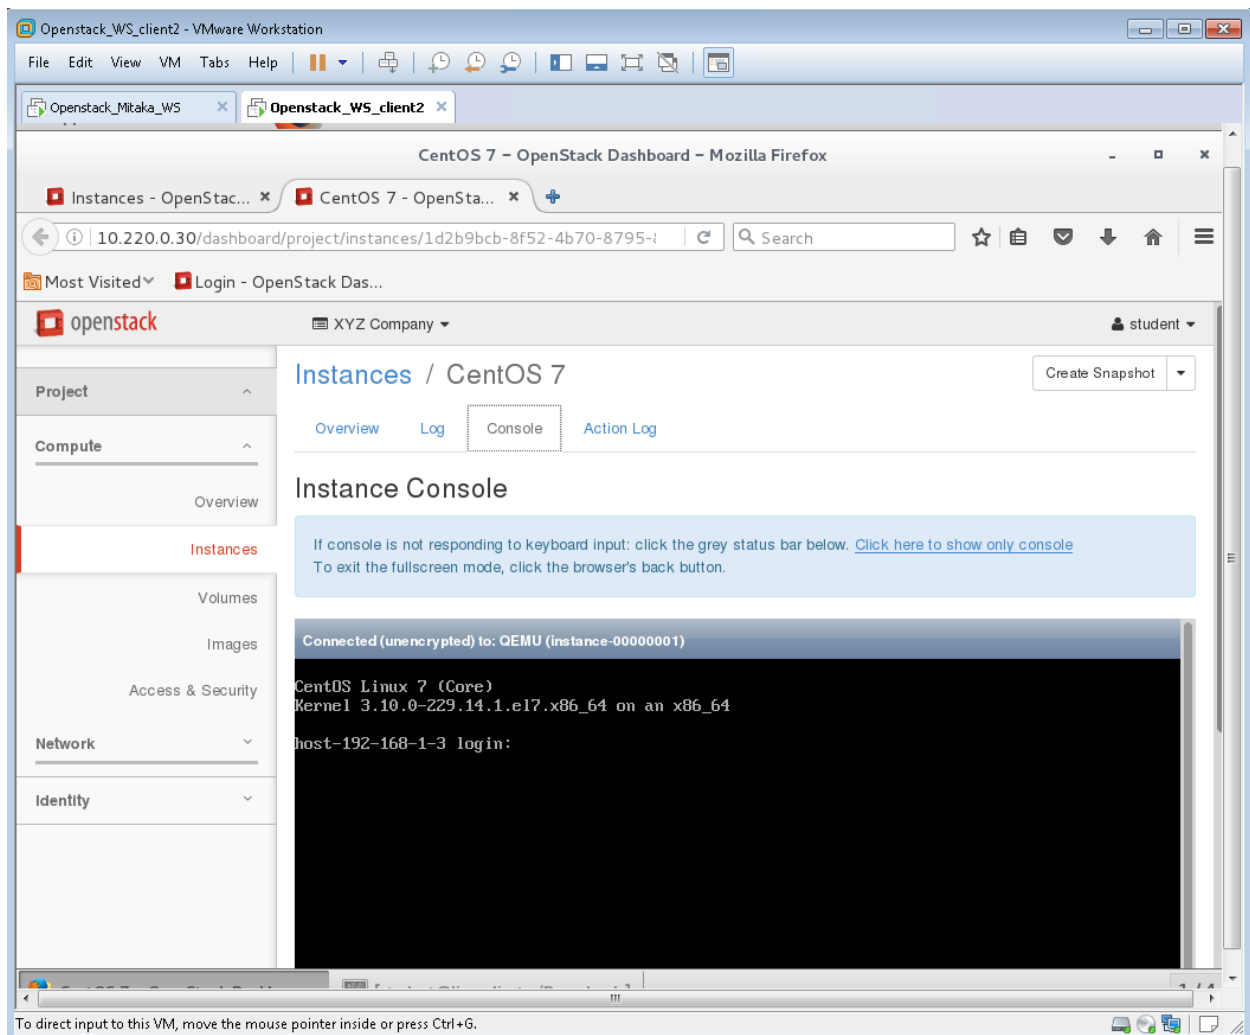 Openstack_WS_client2 - VMware Workstation
File Edit View VM Tabs Help
Openstack_Mitaka_WS × Openstack_WS_client2 ×
CentOS 7 – OpenStack Dashboard – Mozilla Firefox
Instances - OpenStac... × CentOS 7 - OpenSta... ×
10.220.0.30/dashboard/project/instances/1d2b9bcb-8f52-4b70-8795- Search
Most Visited Login - OpenStack Das...
openstack XYZ Company student
Instances / CentOS 7 Create Snapshot
Project
Overview Log Console Action Log
Compute
Instance Console
Overview
If console is not responding to keyboard input: click the grey status bar below. Click here to show only console
Instances
To exit the fullscreen mode, click the browser's back button.
Volumes
Connected (unencrypted) to: QEMU (instance-00000001)
Images
CentOS Linux 7 (Core)
Access & Security
Kernel 3.10.0-229.14.1.el7.x86_64 on an x86_64
host-192-168-1-3 login:
Network
Identity
To direct input to this VM, move the mouse pointer inside or press Ctrl+G.